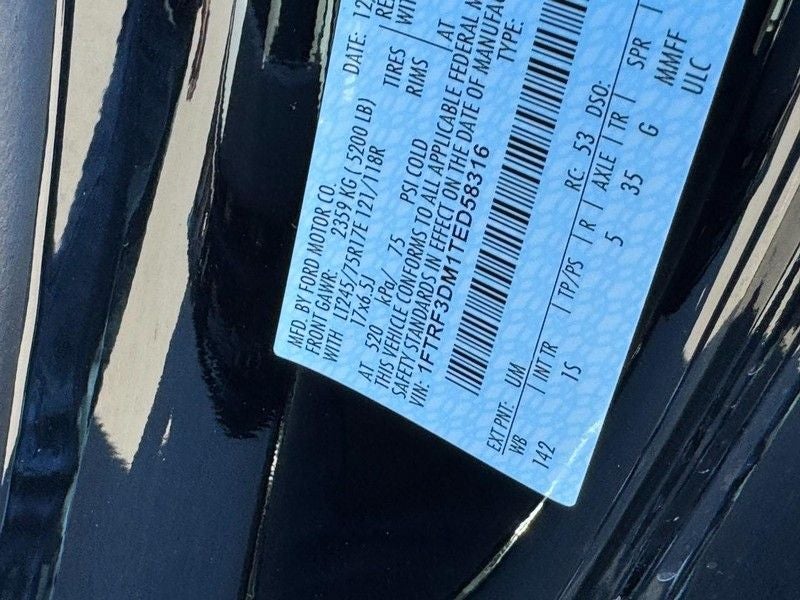 MFD. BY FORD MOTOR CO. DATE: 12
FRONT GAWR: 2359 KG ( 5200 LB)
WITH LT245/75R17E 121/118R TIRES WIT
17x6.5J RIMS
AT 520 kPa/ 75 PSI COLD AT
THIS VEHICLE CONFORMS TO ALL APPLICABLE FEDERAL
SAFETY STANDARDS IN EFFECT ON THE DATE OF MANUFAC
VIN: 1FTRF3DM1TED58316 TYPE:
EXT PNT: UM RC: 53 DSO:
WB | INT TR | TP/PS | R | AXLE | TR | SPR |
142 1S 5 35 G MMFF
ULC